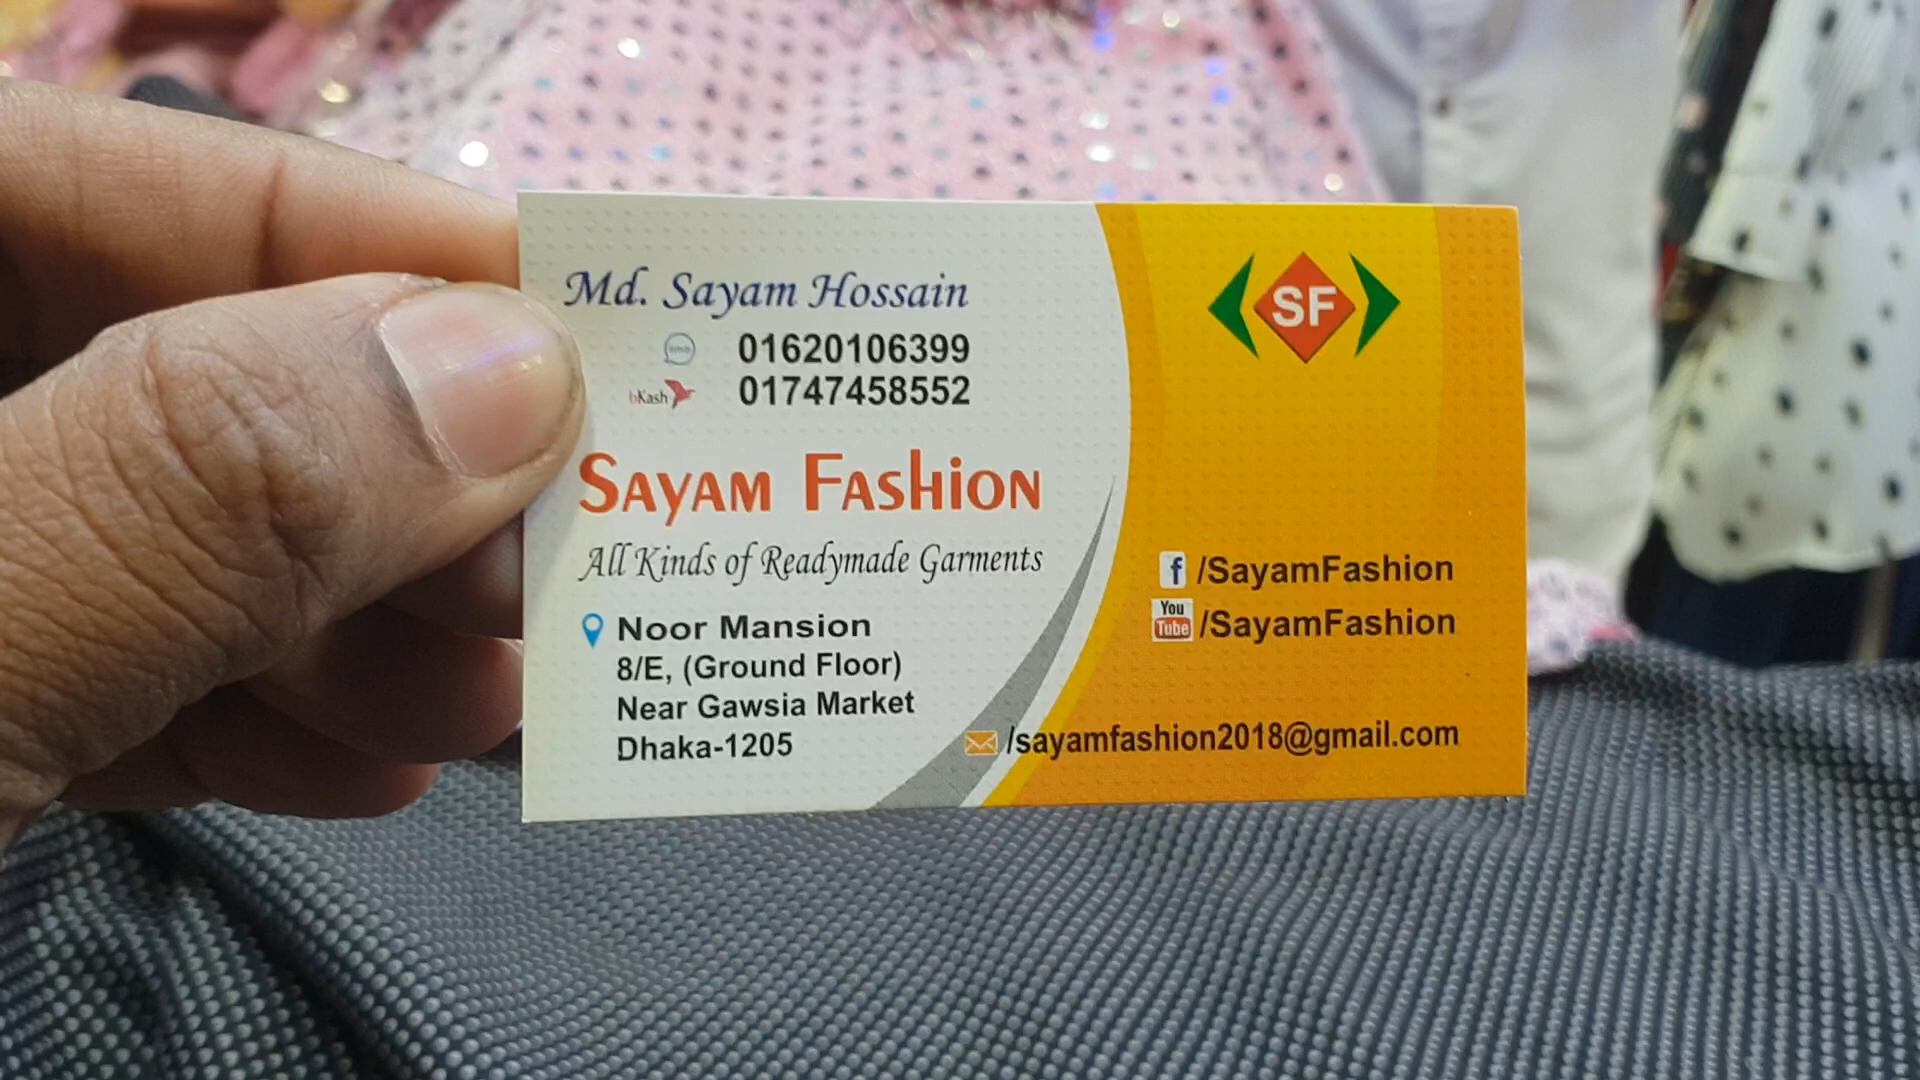 Md. Sayam Hossain
01620106399
bKash 01747458552
SAYAM FASHION
All Kinds of Readymade Garments
Noor Mansion
8/E, (Ground Floor)
Near Gawsia Market
Dhaka-1205
SF
f /SayamFashion
You Tube /SayamFashion
/sayamfashion2018@gmail.com